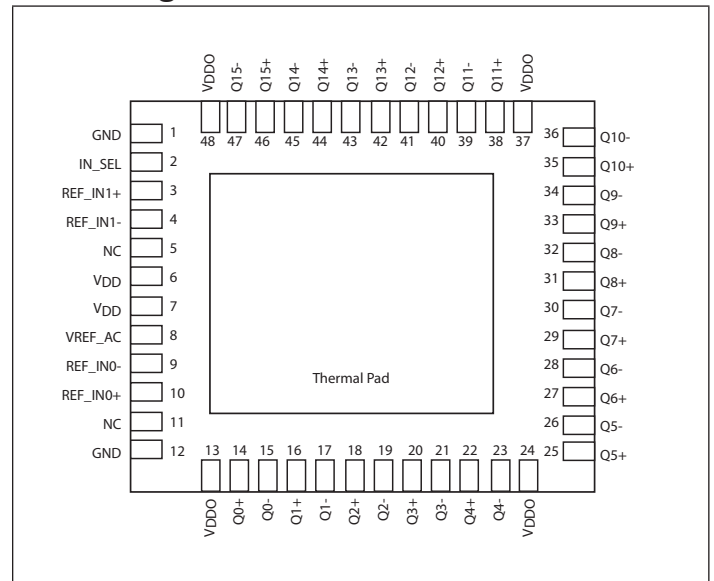 VDDO Q15- Q15+ Q14- Q14+ Q13- Q13+ Q12- Q12+ Q11- Q11+ VDDO
48 47 46 45 44 43 42 41 40 39 38 37
GND 1
IN_SEL 2
REF_IN1+ 3
REF_IN1- 4
NC 5
VDD 6
VDD 7
VREF_AC 8
REF_IN0- 9
REF_IN0+ 10
NC 11
GND 12
36 Q10-
35 Q10+
34 Q9-
33 Q9+
32 Q8-
31 Q8+
30 Q7-
29 Q7+
28 Q6-
27 Q6+
26 Q5-
25 Q5+
Thermal Pad
13 14 15 16 17 18 19 20 21 22 23 24
VDDO Q0+ Q0- Q1+ Q1- Q2+ Q2- Q3+ Q3- Q4+ Q4- VDDO